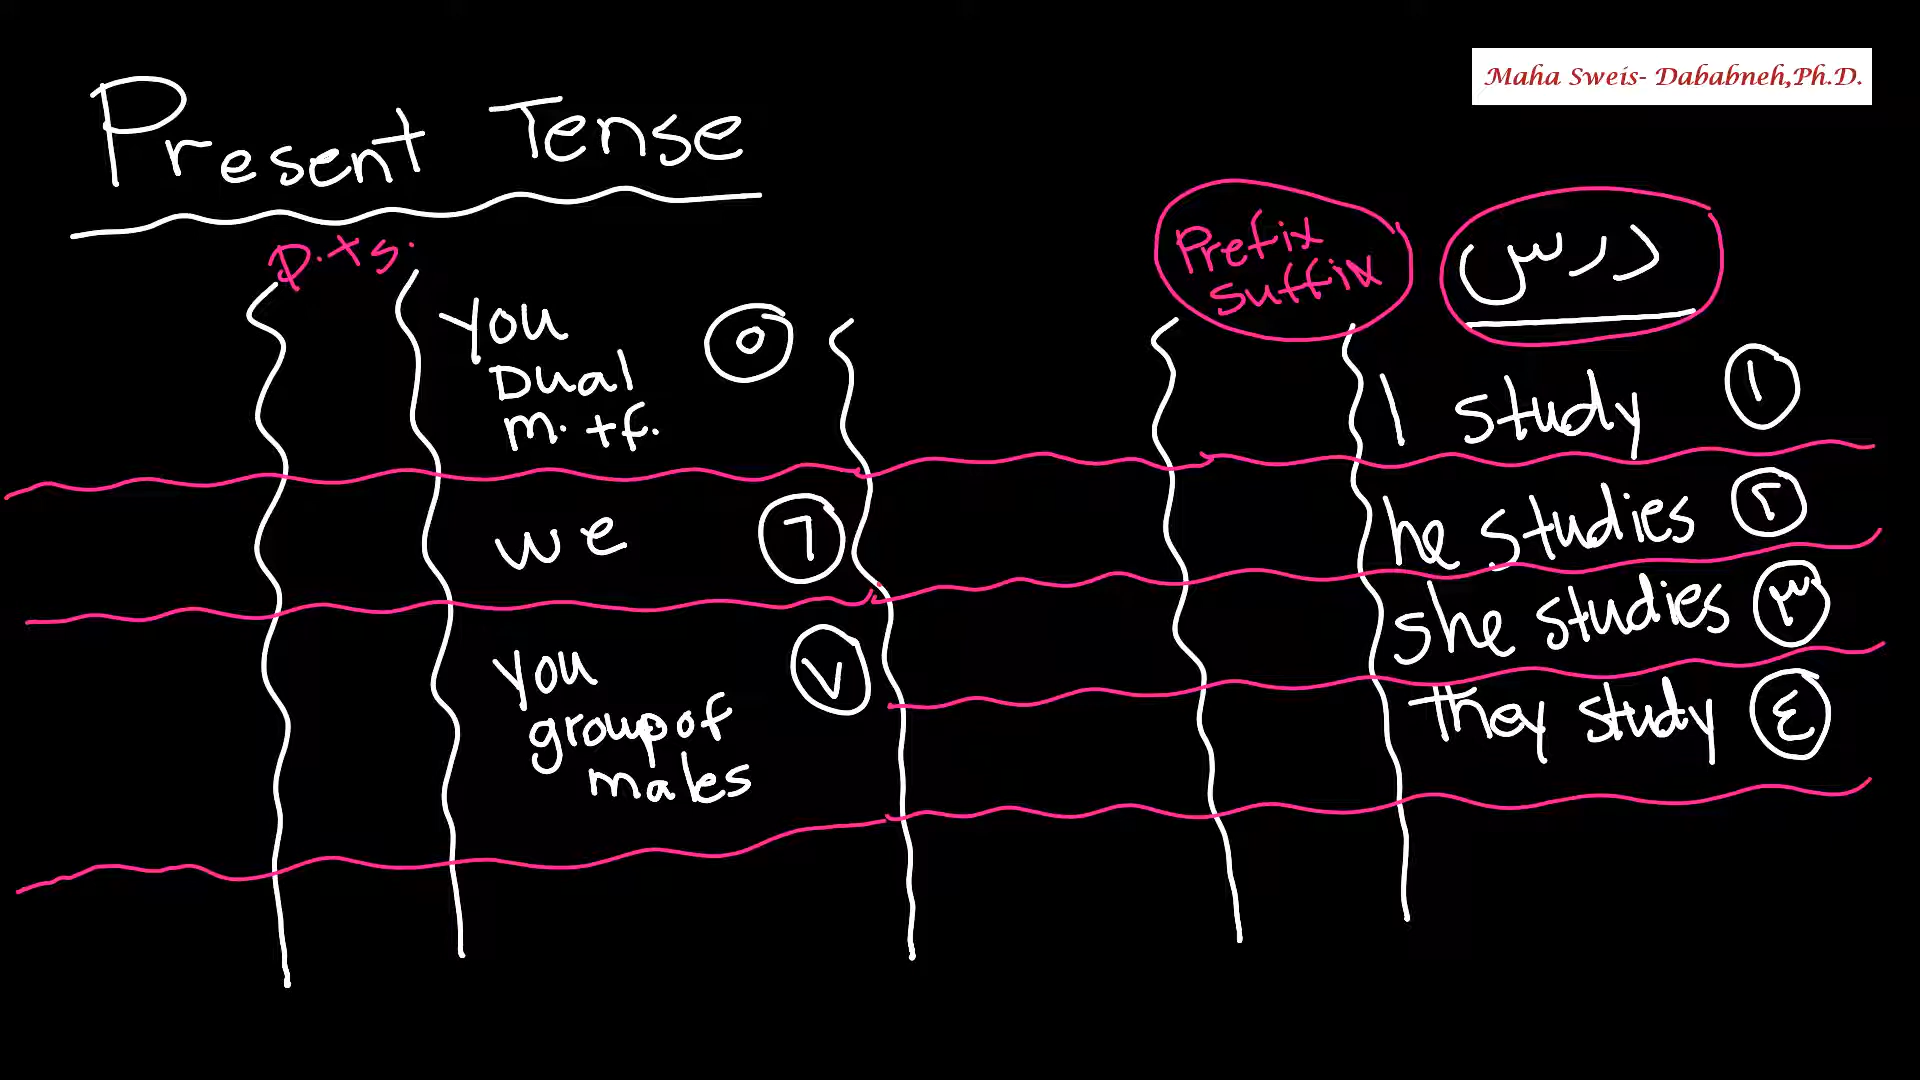 Maha Sweis- Dababneh,Ph.D.
Present Tense
P.+s.
Prefix
Suffix
درس
you
Dual
m. +f.
٥
I study ١
we ٦
he studies ٢
she studies ٣
you ٧
group of
males
they study ٤